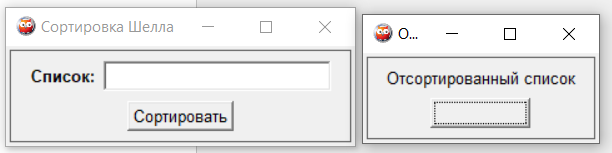 Сортировка Шелла
Список:
Сортировать
О...
Отсортированный список